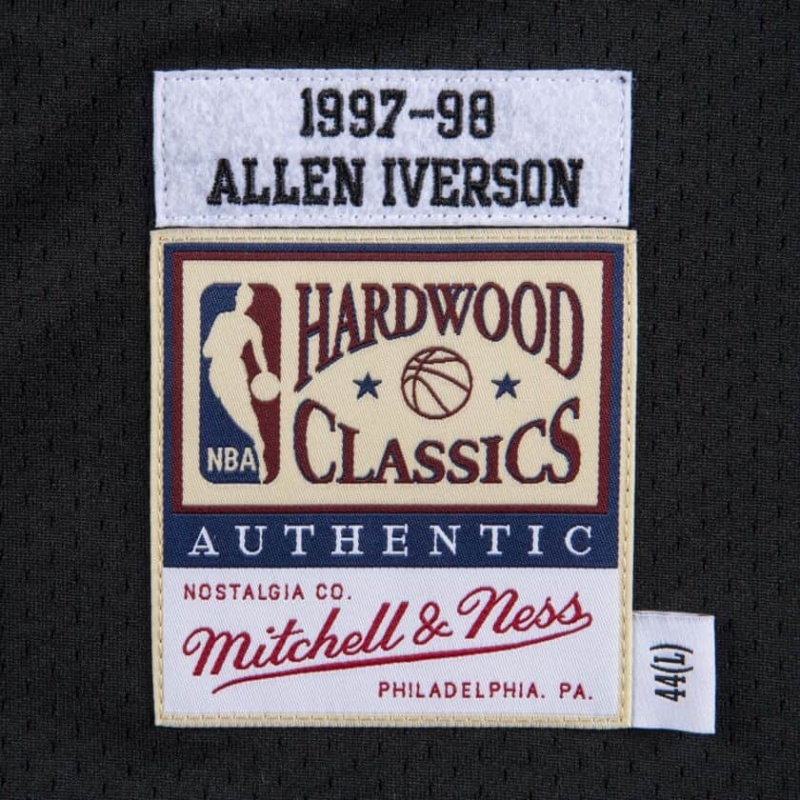 1997-98
ALLEN IVERSON
HARDWOOD
CLASSICS
NBA
AUTHENTIC
NOSTALGIA CO.
Mitchell & Ness
PHILADELPHIA. PA.
44(L)